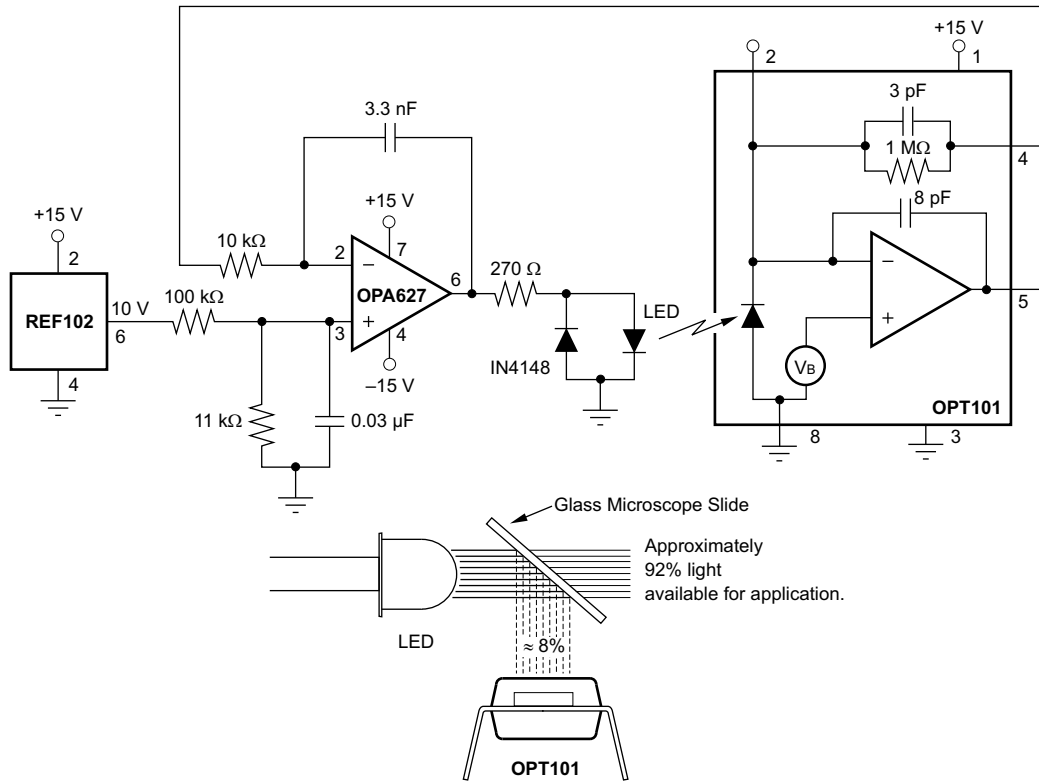 +15 V
2
1
3.3 nF
3 pF
1 MΩ
4
8 pF
+15 V
+15 V
2
10 kΩ
2
–
7
6
270 Ω
OPA627
LED
–
5
REF102
10 V
6
100 kΩ
3
+
4
–15 V
IN4148
+
VB
4
11 kΩ
0.03 µF
OPT101
8
3
Glass Microscope Slide
Approximately
92% light
available for application.
LED
≈ 8%
OPT101